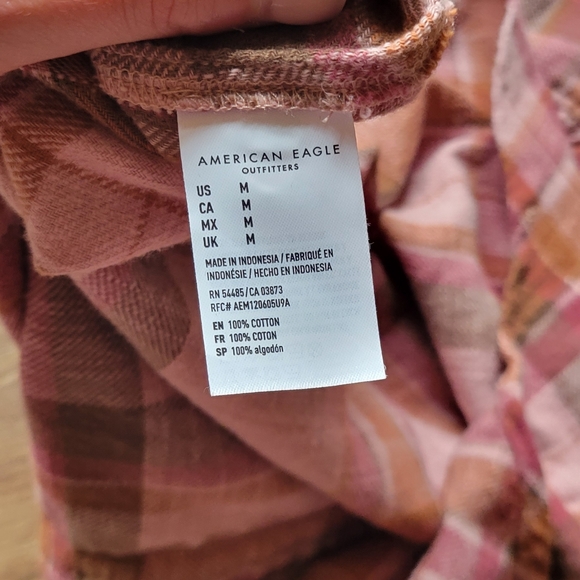 AMERICAN EAGLE
OUTFITTERS
US M
CA M
MX M
UK M
MADE IN INDONESIA / FABRIQUÉ EN
INDONÉSIE / HECHO EN INDONESIA
RN 54485/CA 03873
RFC# AEM120605U9A
EN 100% COTTON
FR 100% COTON
SP 100% algodón